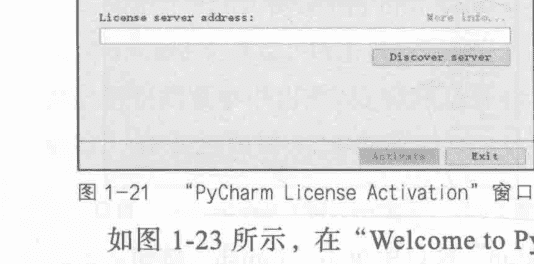 License server address: More info...
Discover server
Activate Exit
图 1-21 “PyCharm License Activation” 窗口
如图 1-23 所示，在“Welcome to Py